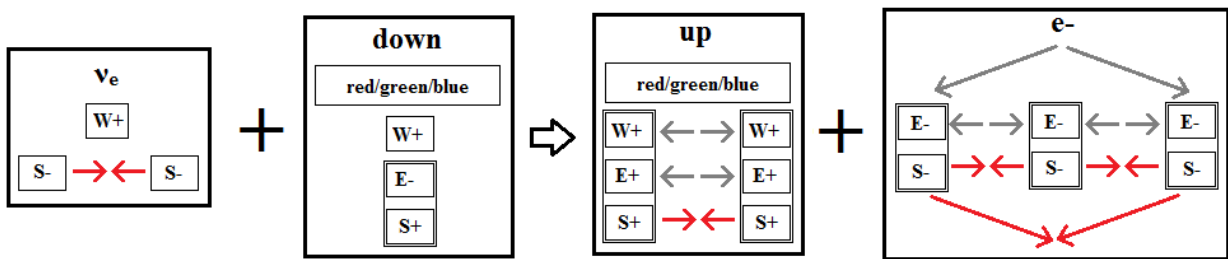 νe
W+
S- S-
+
down
red/green/blue
W+
E-
S+
up
red/green/blue
W+ W+
E+ E+
S+ S+
+
e-
E- E- E-
S- S- S-